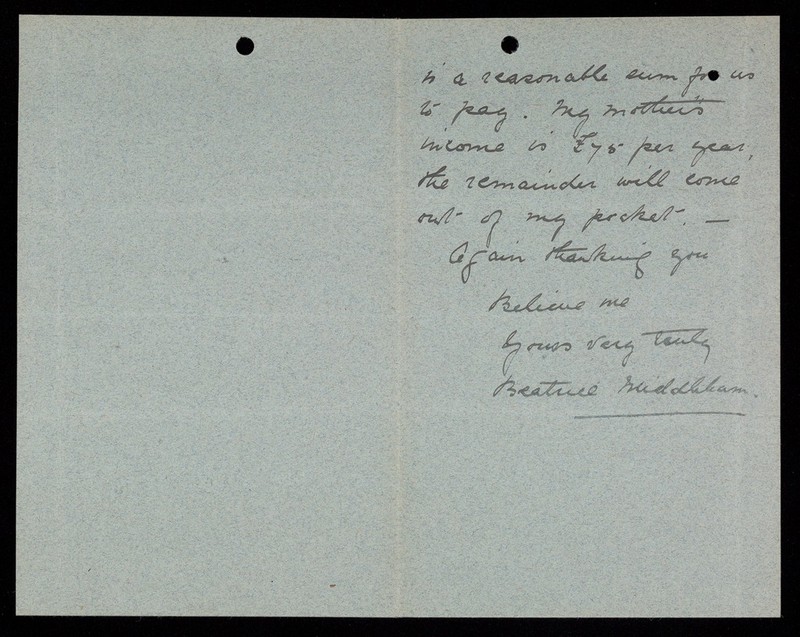 is a reasonable sum for us
to pay. My mother's
income is £75 per year,
the remainder will come
out of my pocket. —
Again thanking you
Believe me
Yours very truly
Beatrice Middleham.